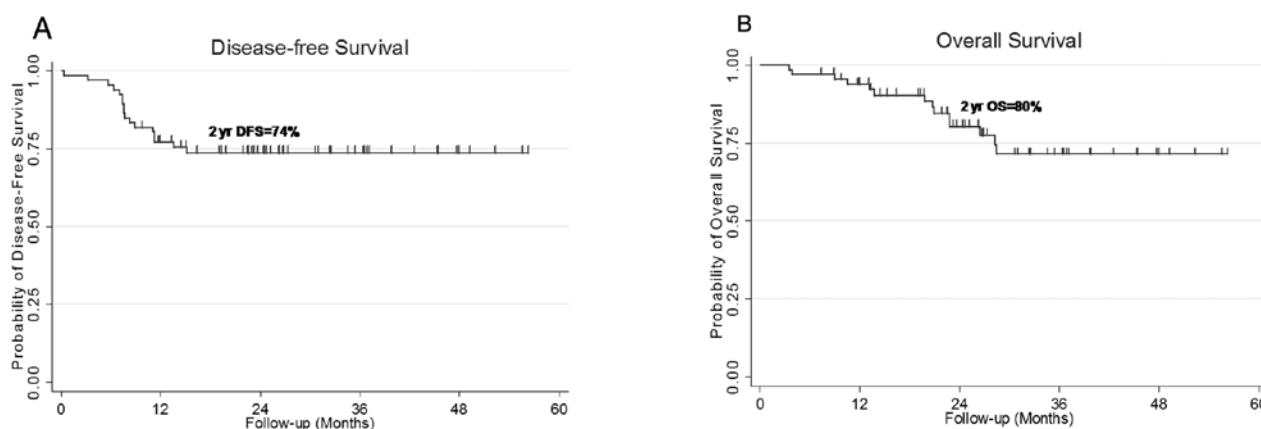 A
Disease-free Survival
Probability of Disease-Free Survival
1.00
0.75
0.50
0.25
0.00
2 yr DFS=74%
0 12 24 36 48 60
Follow-up (Months)
B
Overall Survival
Probability of Overall Survival
1.00
0.75
0.50
0.25
0.00
2 yr OS=80%
0 12 24 36 48 60
Follow-up (Months)